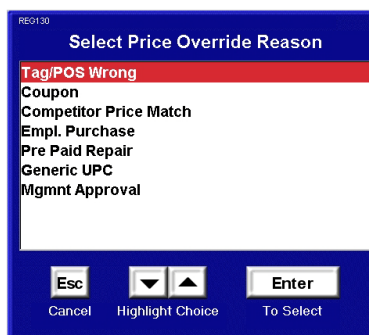 REG130
Select Price Override Reason
Tag/POS Wrong
Coupon
Competitor Price Match
Empl. Purchase
Pre Paid Repair
Generic UPC
Mgmnt Approval
Esc Enter
Cancel Highlight Choice To Select